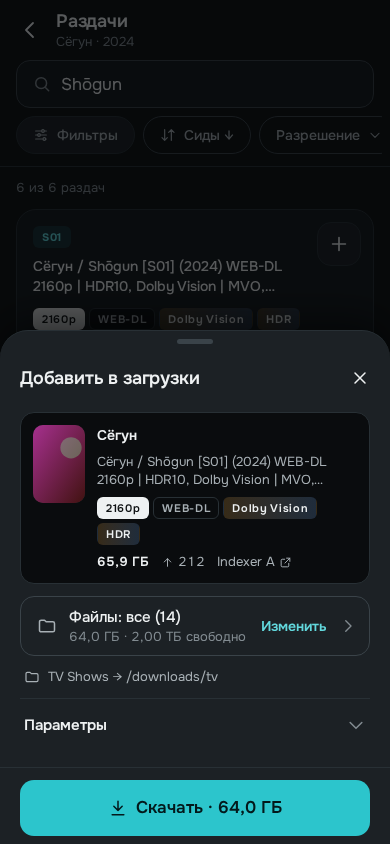 Раздачи
Сёгун · 2024
Shōgun
Фильтры
Сиды ↓
Разрешение
6 из 6 раздач
S01
Сёгун / Shōgun [S01] (2024) WEB-DL
2160p | HDR10, Dolby Vision | MVO,...
2160p WEB-DL Dolby Vision HDR
Добавить в загрузки
Сёгун
Сёгун / Shōgun [S01] (2024) WEB-DL
2160p | HDR10, Dolby Vision | MVO,...
2160p WEB-DL Dolby Vision
HDR
65,9 ГБ ↑ 212 Indexer A
Файлы: все (14)
64,0 ГБ · 2,00 ТБ свободно
Изменить
TV Shows → /downloads/tv
Параметры
Скачать · 64,0 ГБ